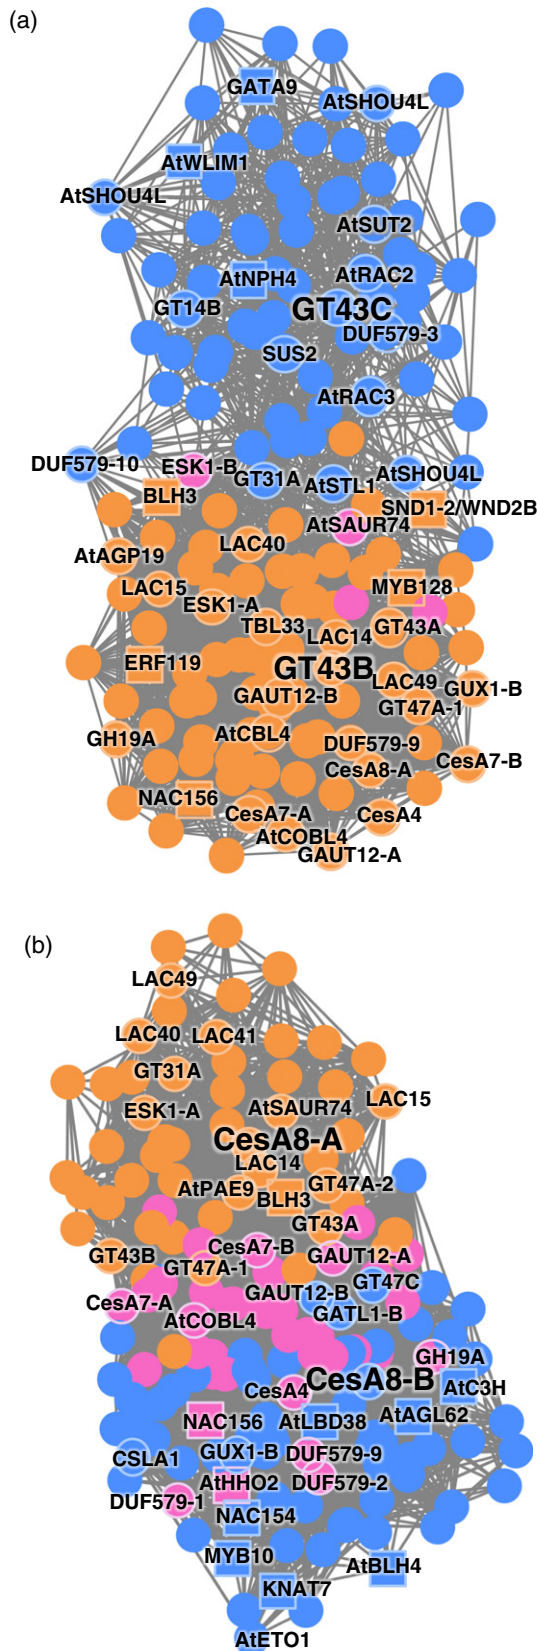 (a)
GATA9
AtSHOU4L
AtWLIM1
AtSHOU4L
AtSUT2
AtNPH4
AtRAC2
GT14B
GT43C
DUF579-3
SUS2
AtRAC3
DUF579-10
ESK1-B
GT31A
AtSTL1
AtSHOU4L
BLH3
SND1-2/WND2B
AtSAUR74
LAC40
AtAGP19
LAC15
MYB128
ESK1-A
TBL33
LAC14
GT43A
ERF119
GT43B
LAC49
GUX1-B
GAUT12-B
GT47A-1
GH19A
AtCBL4
DUF579-9
CesA8-A
CesA7-B
NAC156
CesA7-A
CesA4
AtCOBL4
GAUT12-A
(b)
LAC49
LAC40
LAC41
GT31A
ESK1-A
AtSAUR74
LAC15
CesA8-A
LAC14
AtPAE9
BLH3
GT47A-2
GT43A
GT43B
CesA7-B
GAUT12-A
GT47A-1
GAUT12-B
GT47C
CesA7-A
AtCOBL4
GATL1-B
GH19A
CesA4
CesA8-B
AtC3H
NAC156
AtLBD38
AtAGL62
CSLA1
GUX1-B
DUF579-9
AtHHO2
DUF579-2
DUF579-1
NAC154
MYB10
AtBLH4
KNAT7
AtETO1